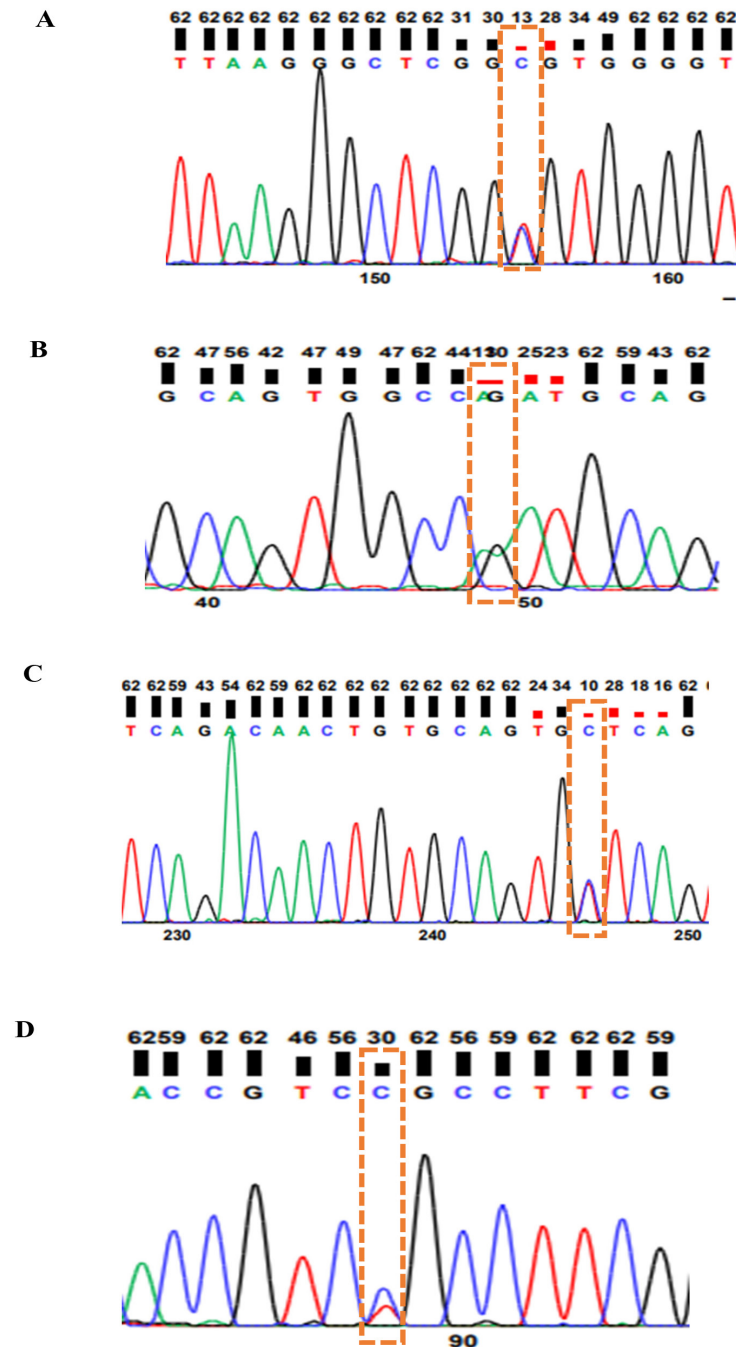 A
62 62 62 62 62 62 62 62 62 62 31 30 13 28 34 49 62 62 62 62
T T A A G G G C T C G G C G T G G G G T
150 160
B
62 47 56 42 47 49 47 62 44 25 23 62 59 43 62
G C A G T G G C C A G A T G C A G
40 50
C
62 62 59 43 54 62 59 62 62 62 62 62 62 62 62 62 24 34 10 28 18 16 62
T C A G A C A A C T G T G C A G T G C T C A G
230 240 250
D
62 59 62 62 46 56 30 62 56 59 62 62 62 59
A C C G T C C G C C T T C G
90